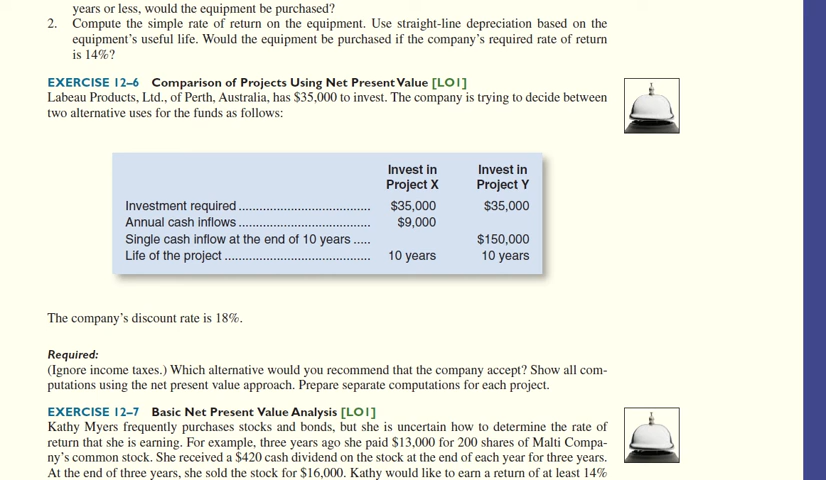 years or less, would the equipment be purchased?
2. Compute the simple rate of return on the equipment. Use straight-line depreciation based on the
equipment's useful life. Would the equipment be purchased if the company's required rate of return
is 14%?
EXERCISE 12–6 Comparison of Projects Using Net Present Value [LO1]
Labeau Products, Ltd., of Perth, Australia, has $35,000 to invest. The company is trying to decide between
two alternative uses for the funds as follows:
Invest in Invest in
Project X Project Y
Investment required ...................................... $35,000 $35,000
Annual cash inflows ...................................... $9,000
Single cash inflow at the end of 10 years ..... $150,000
Life of the project .......................................... 10 years 10 years
The company's discount rate is 18%.
Required:
(Ignore income taxes.) Which alternative would you recommend that the company accept? Show all com-
putations using the net present value approach. Prepare separate computations for each project.
EXERCISE 12–7 Basic Net Present Value Analysis [LO1]
Kathy Myers frequently purchases stocks and bonds, but she is uncertain how to determine the rate of
return that she is earning. For example, three years ago she paid $13,000 for 200 shares of Malti Compa-
ny's common stock. She received a $420 cash dividend on the stock at the end of each year for three years.
At the end of three years, she sold the stock for $16,000. Kathy would like to earn a return of at least 14%